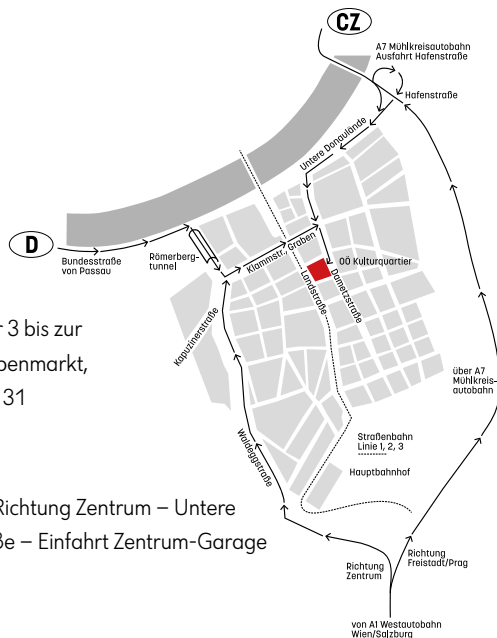 CZ
A7 Mühlkreisautobahn
Ausfahrt Hafenstraße
Hafenstraße
Untere Donaulände
D
Bundesstraße
von Passau
Römerberg-
tunnel
Klammstr.
Graben
OÖ Kulturquartier
Landstraße
Dametzstraße
Kapuzinerstraße
r 3 bis zur
benmarkt,
31
über A7
Mühlkreis-
autobahn
Waldeggstraße
Straßenbahn
Linie 1, 2, 3
Hauptbahnhof
Richtung Zentrum – Untere
ße – Einfahrt Zentrum-Garage
Richtung
Zentrum
Richtung
Freistadt/Prag
von A1 Westautobahn
Wien/Salzburg